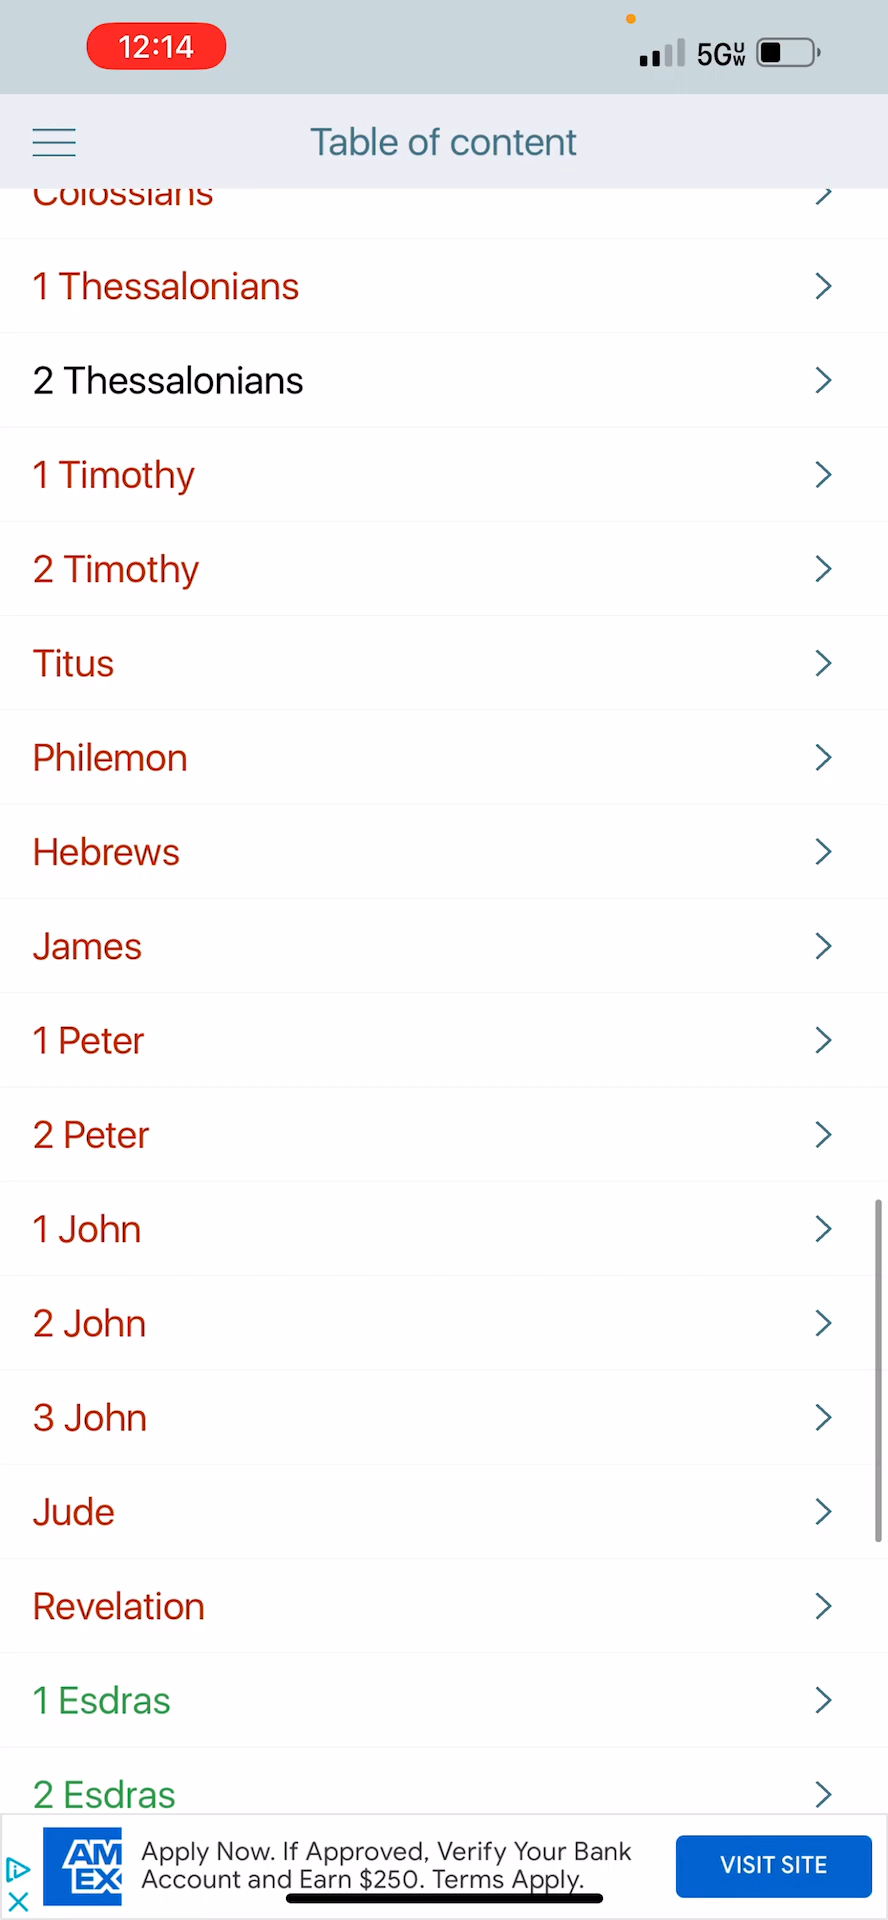 12:14
5G UW
Table of content
Colossians
1 Thessalonians
2 Thessalonians
1 Timothy
2 Timothy
Titus
Philemon
Hebrews
James
1 Peter
2 Peter
1 John
2 John
3 John
Jude
Revelation
1 Esdras
2 Esdras
AM
EX
Apply Now. If Approved, Verify Your Bank
Account and Earn $250. Terms Apply.
VISIT SITE